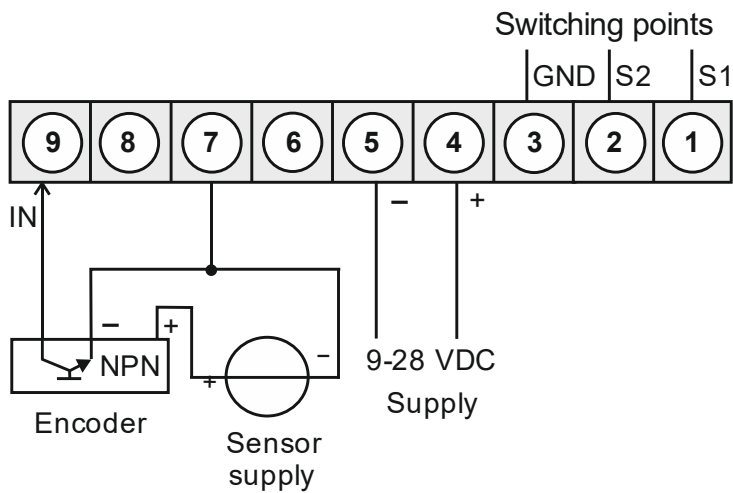 Switching points
GND S2 S1
9 8 7 6 5 4 3 2 1
IN
– +
– +
NPN
+ –
9-28 VDC
Supply
Encoder
Sensor
supply